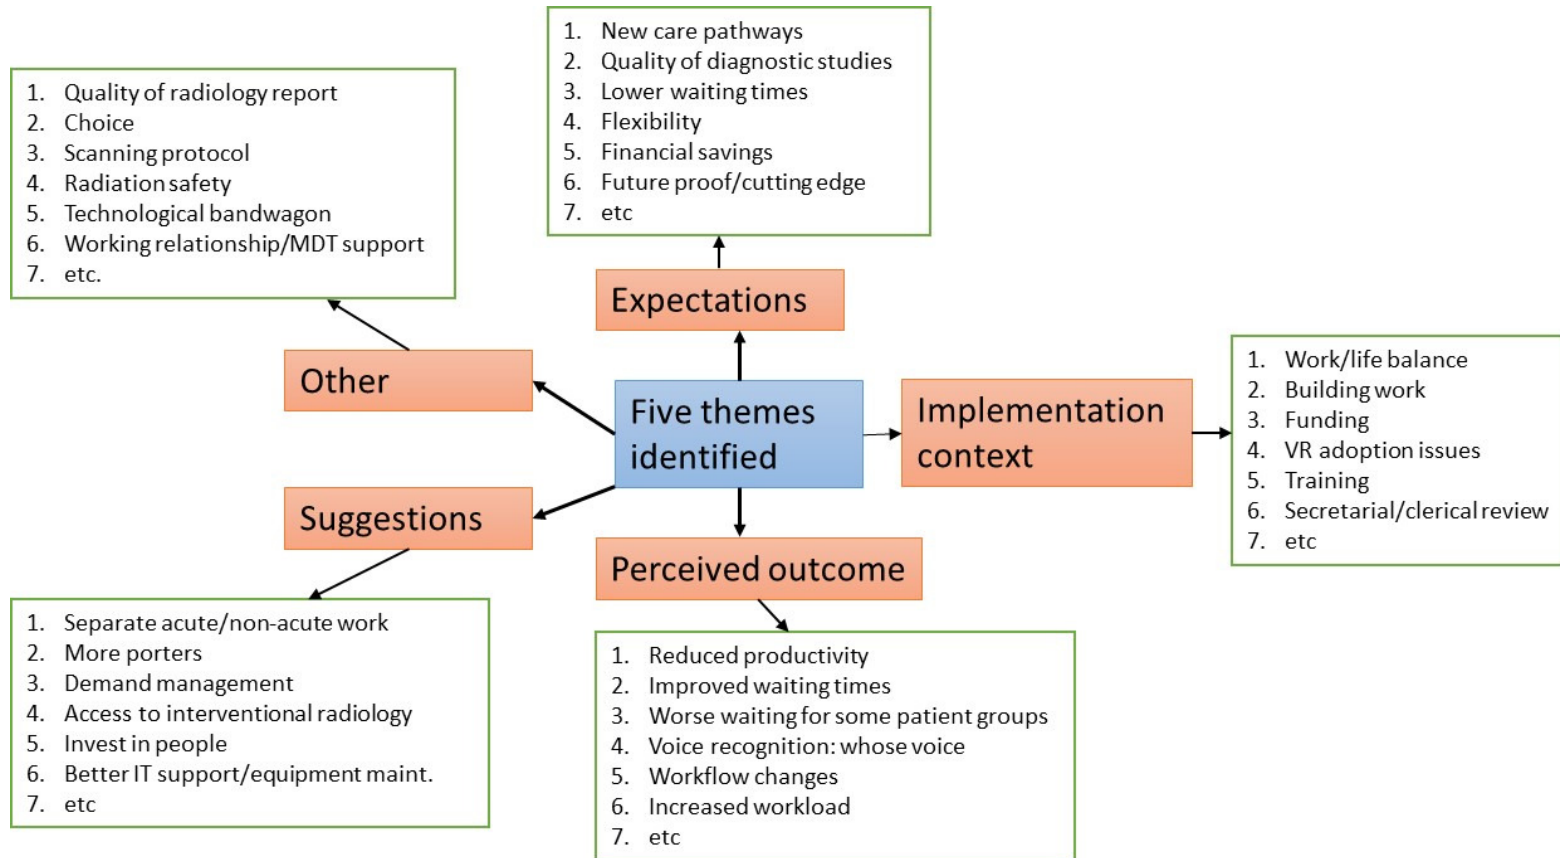 1. New care pathways
2. Quality of diagnostic studies
3. Lower waiting times
4. Flexibility
5. Financial savings
6. Future proof/cutting edge
7. etc
1. Quality of radiology report
2. Choice
3. Scanning protocol
4. Radiation safety
5. Technological bandwagon
6. Working relationship/MDT support
7. etc.
Expectations
Other
Five themes
identified
Implementation
context
1. Work/life balance
2. Building work
3. Funding
4. VR adoption issues
5. Training
6. Secretarial/clerical review
7. etc
Suggestions
Perceived outcome
1. Separate acute/non-acute work
2. More porters
3. Demand management
4. Access to interventional radiology
5. Invest in people
6. Better IT support/equipment maint.
7. etc
1. Reduced productivity
2. Improved waiting times
3. Worse waiting for some patient groups
4. Voice recognition: whose voice
5. Workflow changes
6. Increased workload
7. etc